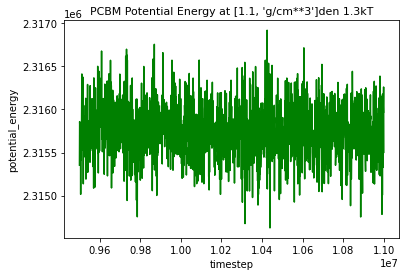 PCBM Potential Energy at [1.1, 'g/cm**3']den 1.3kT
1e6
2.3170
2.3165
2.3160
2.3155
2.3150
potential_energy
0.96 0.98 1.00 1.02 1.04 1.06 1.08 1.10
1e7
timestep